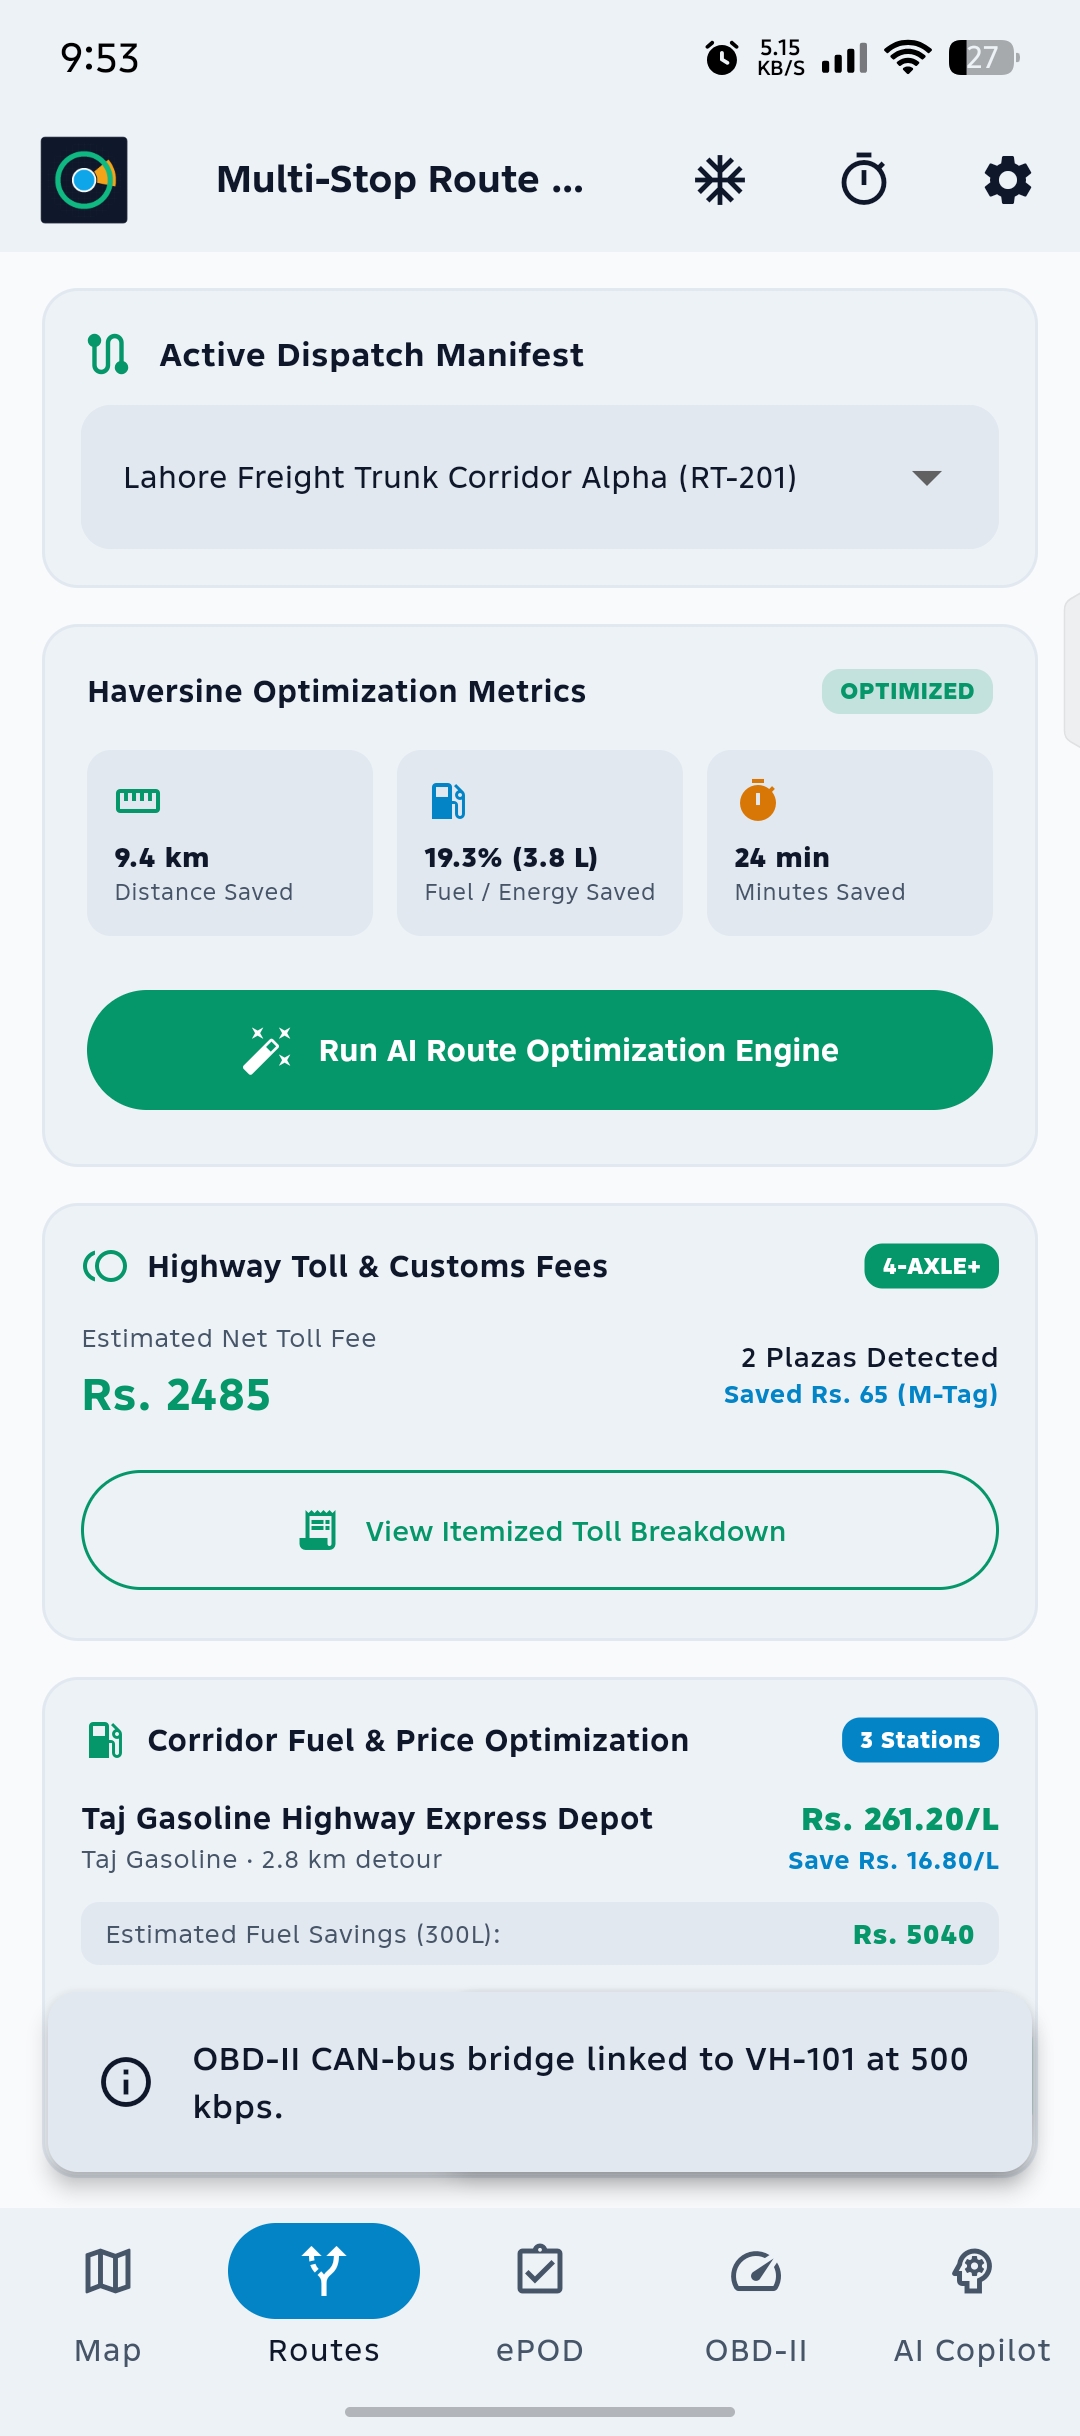 9:53
5.15
KB/S
27
Multi-Stop Route ...
Active Dispatch Manifest
Lahore Freight Trunk Corridor Alpha (RT-201)
Haversine Optimization Metrics
OPTIMIZED
9.4 km
Distance Saved
19.3% (3.8 L)
Fuel / Energy Saved
24 min
Minutes Saved
Run AI Route Optimization Engine
Highway Toll & Customs Fees
4-AXLE+
Estimated Net Toll Fee
Rs. 2485
2 Plazas Detected
Saved Rs. 65 (M-Tag)
View Itemized Toll Breakdown
Corridor Fuel & Price Optimization
3 Stations
Taj Gasoline Highway Express Depot
Rs. 261.20/L
Taj Gasoline · 2.8 km detour
Save Rs. 16.80/L
Estimated Fuel Savings (300L):
Rs. 5040
OBD-II CAN-bus bridge linked to VH-101 at 500
kbps.
Map
Routes
ePOD
OBD-II
AI Copilot